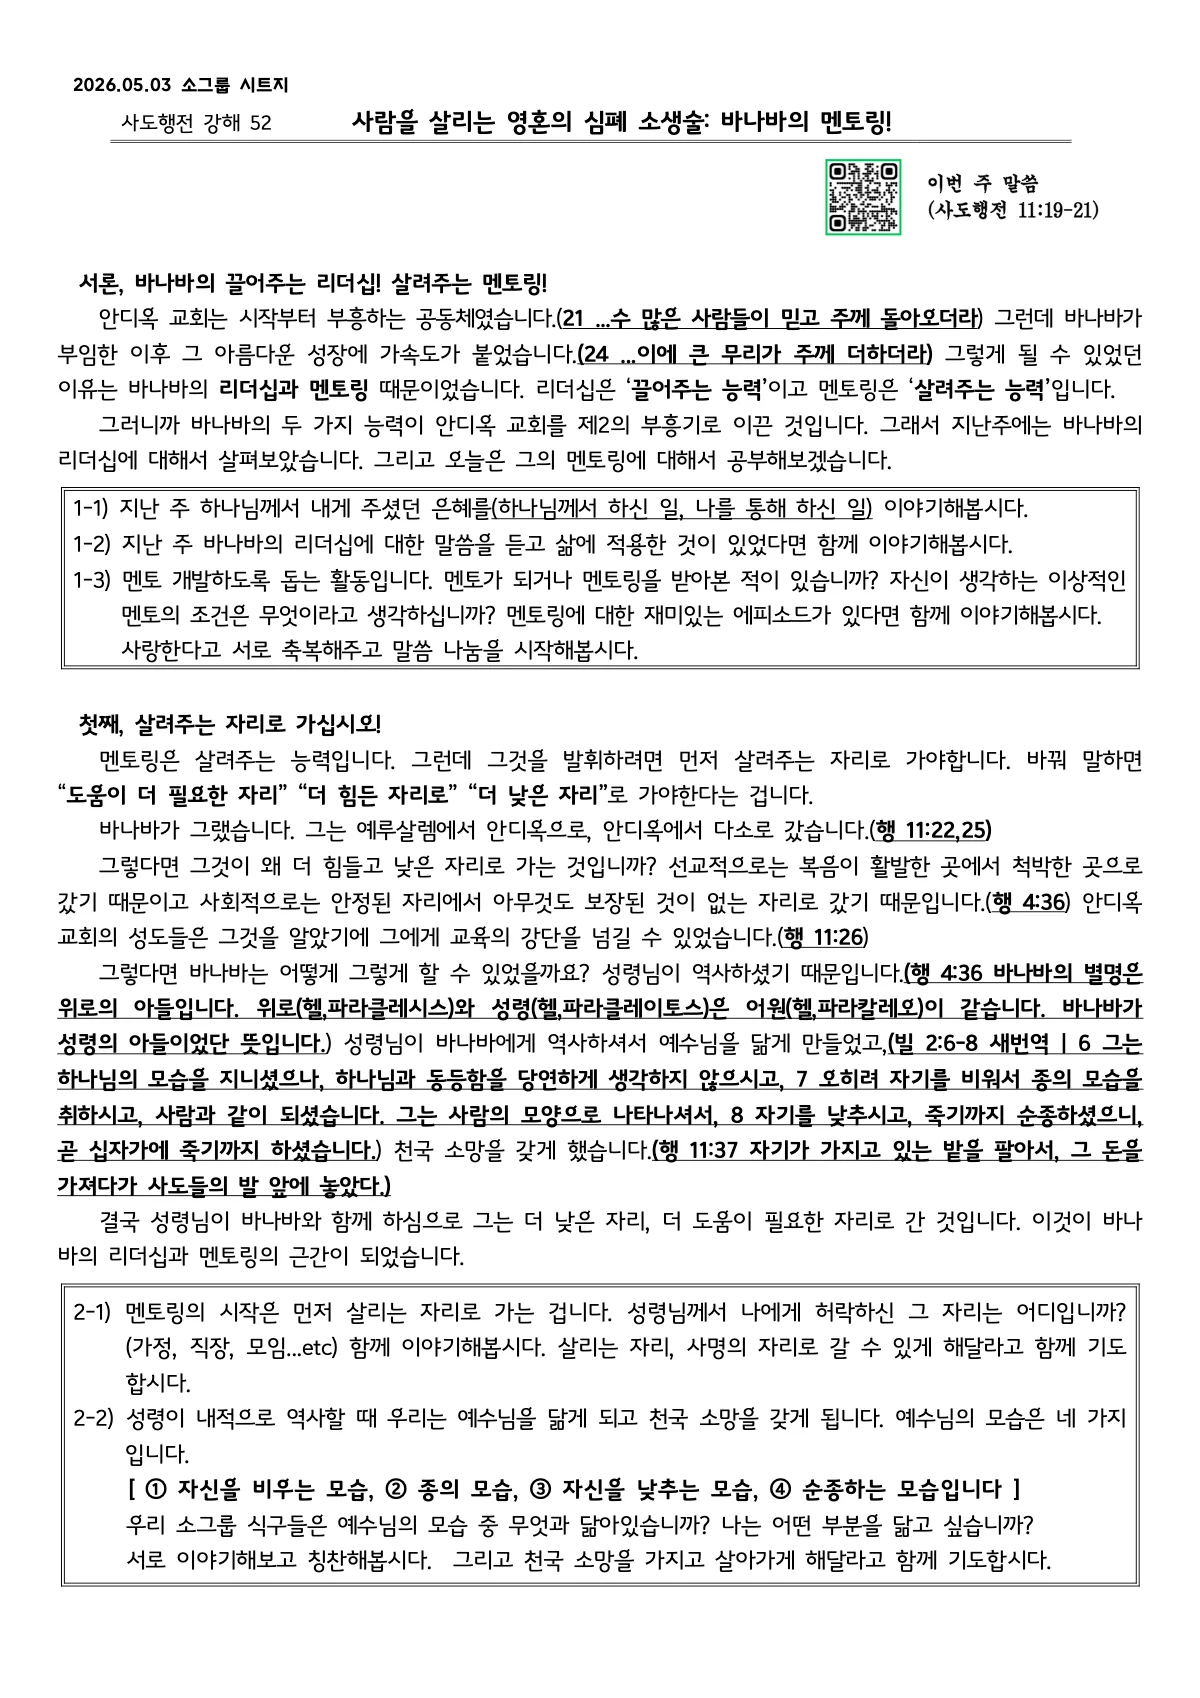 2026.05.03 소그룹 시트지
사도행전 강해 52 사람을 살리는 영혼의 심폐 소생술: 바나바의 멘토링!
이번 주 말씀
(사도행전 11:19-21)
서론, 바나바의 끌어주는 리더십! 살려주는 멘토링!
안디옥 교회는 시작부터 부흥하는 공동체였습니다.(21 ...수 많은 사람들이 믿고 주께 돌아오더라) 그런데 바나바가
부임한 이후 그 아름다운 성장에 가속도가 붙었습니다.(24 ...이에 큰 무리가 주께 더하더라) 그렇게 될 수 있었던
이유는 바나바의 리더십과 멘토링 때문이었습니다. 리더십은 ‘끌어주는 능력’이고 멘토링은 ‘살려주는 능력’입니다.
그러니까 바나바의 두 가지 능력이 안디옥 교회를 제2의 부흥기로 이끈 것입니다. 그래서 지난주에는 바나바의
리더십에 대해서 살펴보았습니다. 그리고 오늘은 그의 멘토링에 대해서 공부해보겠습니다.
1-1) 지난 주 하나님께서 내게 주셨던 은혜를(하나님께서 하신 일, 나를 통해 하신 일) 이야기해봅시다.
1-2) 지난 주 바나바의 리더십에 대한 말씀을 듣고 삶에 적용한 것이 있었다면 함께 이야기해봅시다.
1-3) 멘토 개발하도록 돕는 활동입니다. 멘토가 되거나 멘토링을 받아본 적이 있습니까? 자신이 생각하는 이상적인
멘토의 조건은 무엇이라고 생각하십니까? 멘토링에 대한 재미있는 에피소드가 있다면 함께 이야기해봅시다.
사랑한다고 서로 축복해주고 말씀 나눔을 시작해봅시다.
첫째, 살려주는 자리로 가십시오!
멘토링은 살려주는 능력입니다. 그런데 그것을 발휘하려면 먼저 살려주는 자리로 가야합니다. 바꿔 말하면
“도움이 더 필요한 자리” “더 힘든 자리로” “더 낮은 자리”로 가야한다는 겁니다.
바나바가 그랬습니다. 그는 예루살렘에서 안디옥으로, 안디옥에서 다소로 갔습니다.(행 11:22,25)
그렇다면 그것이 왜 더 힘들고 낮은 자리로 가는 것입니까? 선교적으로는 복음이 활발한 곳에서 척박한 곳으로
갔기 때문이고 사회적으로는 안정된 자리에서 아무것도 보장된 것이 없는 자리로 갔기 때문입니다.(행 4:36) 안디옥
교회의 성도들은 그것을 알았기에 그에게 교육의 강단을 넘길 수 있었습니다.(행 11:26)
그렇다면 바나바는 어떻게 그렇게 할 수 있었을까요? 성령님이 역사하셨기 때문입니다.(행 4:36 바나바의 별명은
위로의 아들입니다. 위로(헬,파라클레시스)와 성령(헬,파라클레이토스)은 어원(헬,파라칼레오)이 같습니다. 바나바가
성령의 아들이었단 뜻입니다.) 성령님이 바나바에게 역사하셔서 예수님을 닮게 만들었고,(빌 2:6-8 새번역 | 6 그는
하나님의 모습을 지니셨으나, 하나님과 동등함을 당연하게 생각하지 않으시고, 7 오히려 자기를 비워서 종의 모습을
취하시고, 사람과 같이 되셨습니다. 그는 사람의 모양으로 나타나셔서, 8 자기를 낮추시고, 죽기까지 순종하셨으니,
곧 십자가에 죽기까지 하셨습니다.) 천국 소망을 갖게 했습니다.(행 11:37 자기가 가지고 있는 밭을 팔아서, 그 돈을
가져다가 사도들의 발 앞에 놓았다.)
결국 성령님이 바나바와 함께 하심으로 그는 더 낮은 자리, 더 도움이 필요한 자리로 간 것입니다. 이것이 바나
바의 리더십과 멘토링의 근간이 되었습니다.
2-1) 멘토링의 시작은 먼저 살리는 자리로 가는 겁니다. 성령님께서 나에게 허락하신 그 자리는 어디입니까?
(가정, 직장, 모임...etc) 함께 이야기해봅시다. 살리는 자리, 사명의 자리로 갈 수 있게 해달라고 함께 기도
합시다.
2-2) 성령이 내적으로 역사할 때 우리는 예수님을 닮게 되고 천국 소망을 갖게 됩니다. 예수님의 모습은 네 가지
입니다.
[ ① 자신을 비우는 모습, ② 종의 모습, ③ 자신을 낮추는 모습, ④ 순종하는 모습입니다 ]
우리 소그룹 식구들은 예수님의 모습 중 무엇과 닮아있습니까? 나는 어떤 부분을 닮고 싶습니까?
서로 이야기해보고 칭찬해봅시다. 그리고 천국 소망을 가지고 살아가게 해달라고 함께 기도합시다.